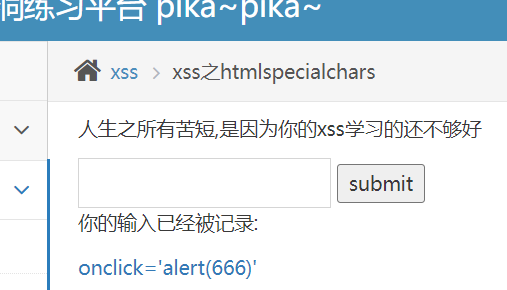 洞练习平台 pika~pika~
xss > xss之htmlspecialchars
人生之所有苦短,是因为你的xss学习的还不够好
submit
你的输入已经被记录:
onclick='alert(666)'